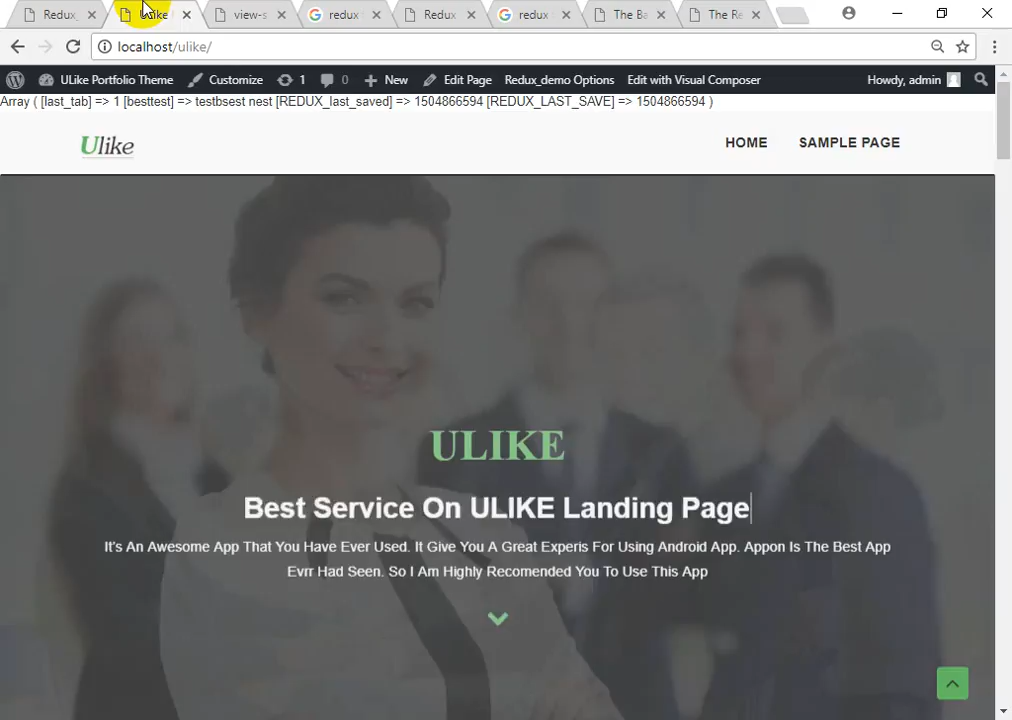 Redux_ Ulike view-s redux Redux redux The Ba The Re
localhost/ulike/
ULike Portfolio Theme Customize 1 0 New Edit Page Redux_demo Options Edit with Visual Composer Howdy, admin
Array ( [last_tab] => 1 [besttest] => testbsest nest [REDUX_last_saved] => 1504866594 [REDUX_LAST_SAVE] => 1504866594 )
Ulike HOME SAMPLE PAGE
ULIKE
Best Service On ULIKE Landing Page
It's An Awesome App That You Have Ever Used. It Give You A Great Experis For Using Android App. Appon Is The Best App
Evrr Had Seen. So I Am Highly Recomended You To Use This App